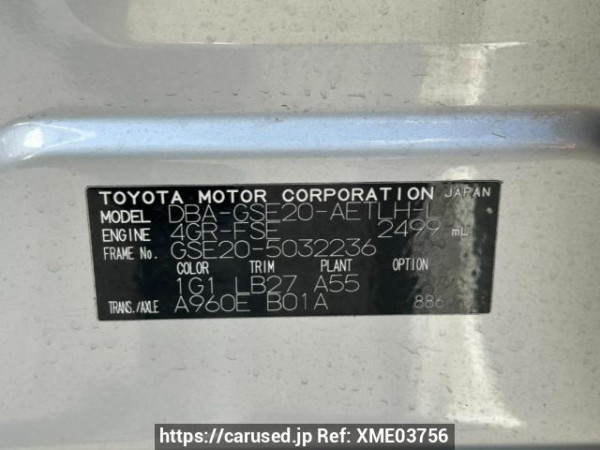 TOYOTA MOTOR CORPORATION JAPAN
MODEL DBA-GSE20-AETLH-L
ENGINE 4GR-FSE 2499 mL
FRAME No. GSE20-5032236
COLOR TRIM PLANT OPTION
1G1 LB27 A55
TRANS./AXLE A960E B01A 886
https://carused.jp Ref: XME03756